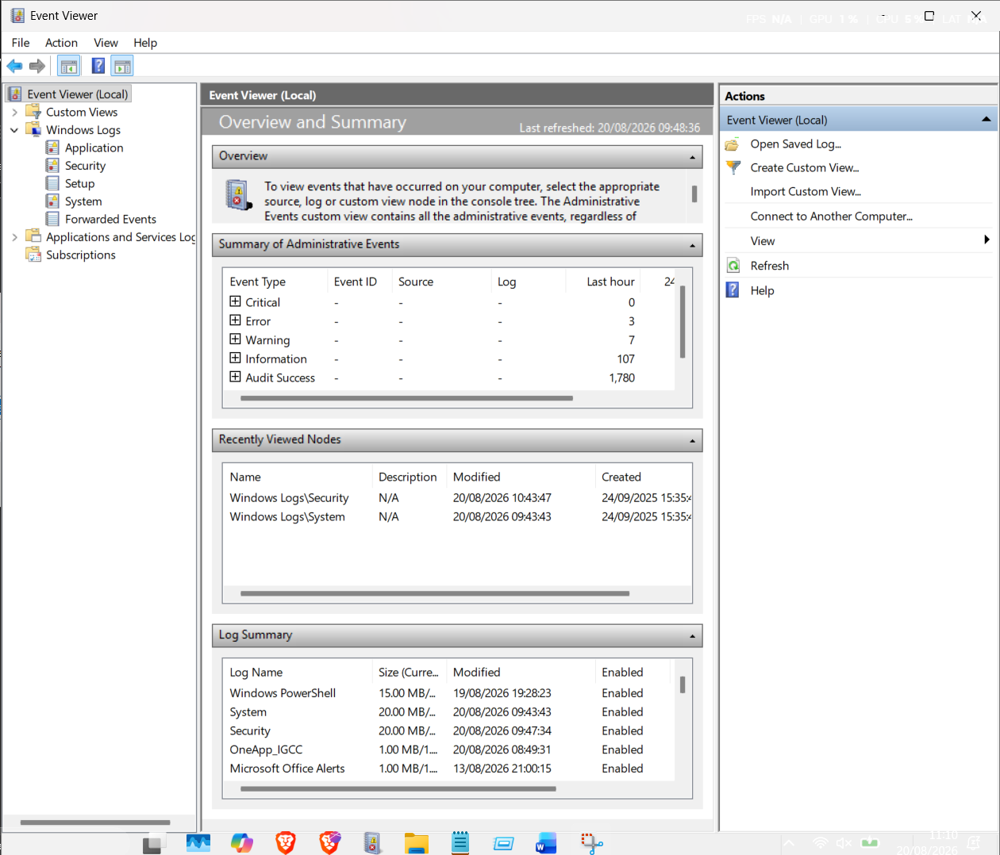 Event Viewer
FPS N/A | GPU 1 % | CPU 5 % LAT N/A
File Action View Help
Event Viewer (Local)
Custom Views
Windows Logs
Application
Security
Setup
System
Forwarded Events
Applications and Services Log
Subscriptions
Event Viewer (Local)
Overview and Summary
Last refreshed: 20/08/2026 09:48:36
Overview
To view events that have occurred on your computer, select the appropriate
source, log or custom view node in the console tree. The Administrative
Events custom view contains all the administrative events, regardless of
Summary of Administrative Events
Event Type Event ID Source Log Last hour 24
Critical - - - 0
Error - - - 3
Warning - - - 7
Information - - - 107
Audit Success - - - 1,780
Recently Viewed Nodes
Name Description Modified Created
Windows Logs\Security N/A 20/08/2026 10:43:47 24/09/2025 15:35:4
Windows Logs\System N/A 20/08/2026 09:43:43 24/09/2025 15:35:4
Log Summary
Log Name Size (Curre... Modified Enabled
Windows PowerShell 15.00 MB/... 19/08/2026 19:28:23 Enabled
System 20.00 MB/... 20/08/2026 09:43:43 Enabled
Security 20.00 MB/... 20/08/2026 09:47:34 Enabled
OneApp_IGCC 1.00 MB/1.... 20/08/2026 08:49:31 Enabled
Microsoft Office Alerts 1.00 MB/1.... 13/08/2026 21:00:15 Enabled
Actions
Event Viewer (Local)
Open Saved Log...
Create Custom View...
Import Custom View...
Connect to Another Computer...
View
Refresh
Help
11:10
20/08/2026